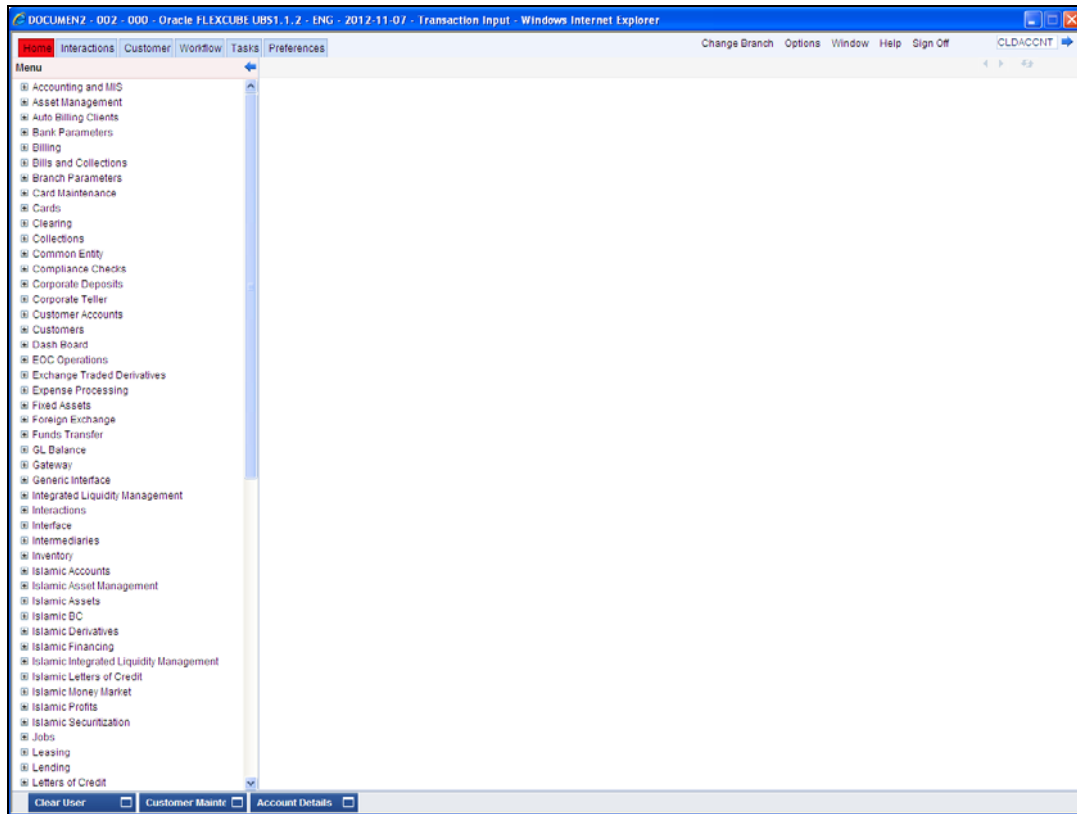 DOCUMEN2 - 002 - 000 - Oracle FLEXCUBE UBS1.1.2 - ENG - 2012-11-07 - Transaction Input - Windows Internet Explorer
Home Interactions Customer Workflow Tasks Preferences Change Branch Options Window Help Sign Off CLDACCNT
Menu
Accounting and MIS
Asset Management
Auto Billing Clients
Bank Parameters
Billing
Bills and Collections
Branch Parameters
Card Maintenance
Cards
Clearing
Collections
Common Entity
Compliance Checks
Corporate Deposits
Corporate Teller
Customer Accounts
Customers
Dash Board
EOC Operations
Exchange Traded Derivatives
Expense Processing
Fixed Assets
Foreign Exchange
Funds Transfer
GL Balance
Gateway
Generic Interface
Integrated Liquidity Management
Interactions
Interface
Intermediaries
Inventory
Islamic Accounts
Islamic Asset Management
Islamic Assets
Islamic BC
Islamic Derivatives
Islamic Financing
Islamic Integrated Liquidity Management
Islamic Letters of Credit
Islamic Money Market
Islamic Profits
Islamic Securitization
Jobs
Leasing
Lending
Letters of Credit
Clear User Customer Mainte Account Details